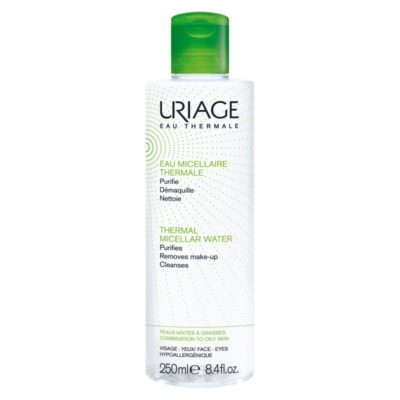 URIAGE
EAU THERMALE
EAU MICELLAIRE
THERMALE
Purifie
Démaquille
Nettoie
THERMAL
MICELLAR WATER
Purifies
Removes make-up
Cleanses
PEAUX MIXTES À GRASSES
COMBINATION TO OILY SKIN
VISAGE - YEUX/ FACE - EYES
HYPOALLERGÉNIQUE
250ml℮ 8.4fl.oz.